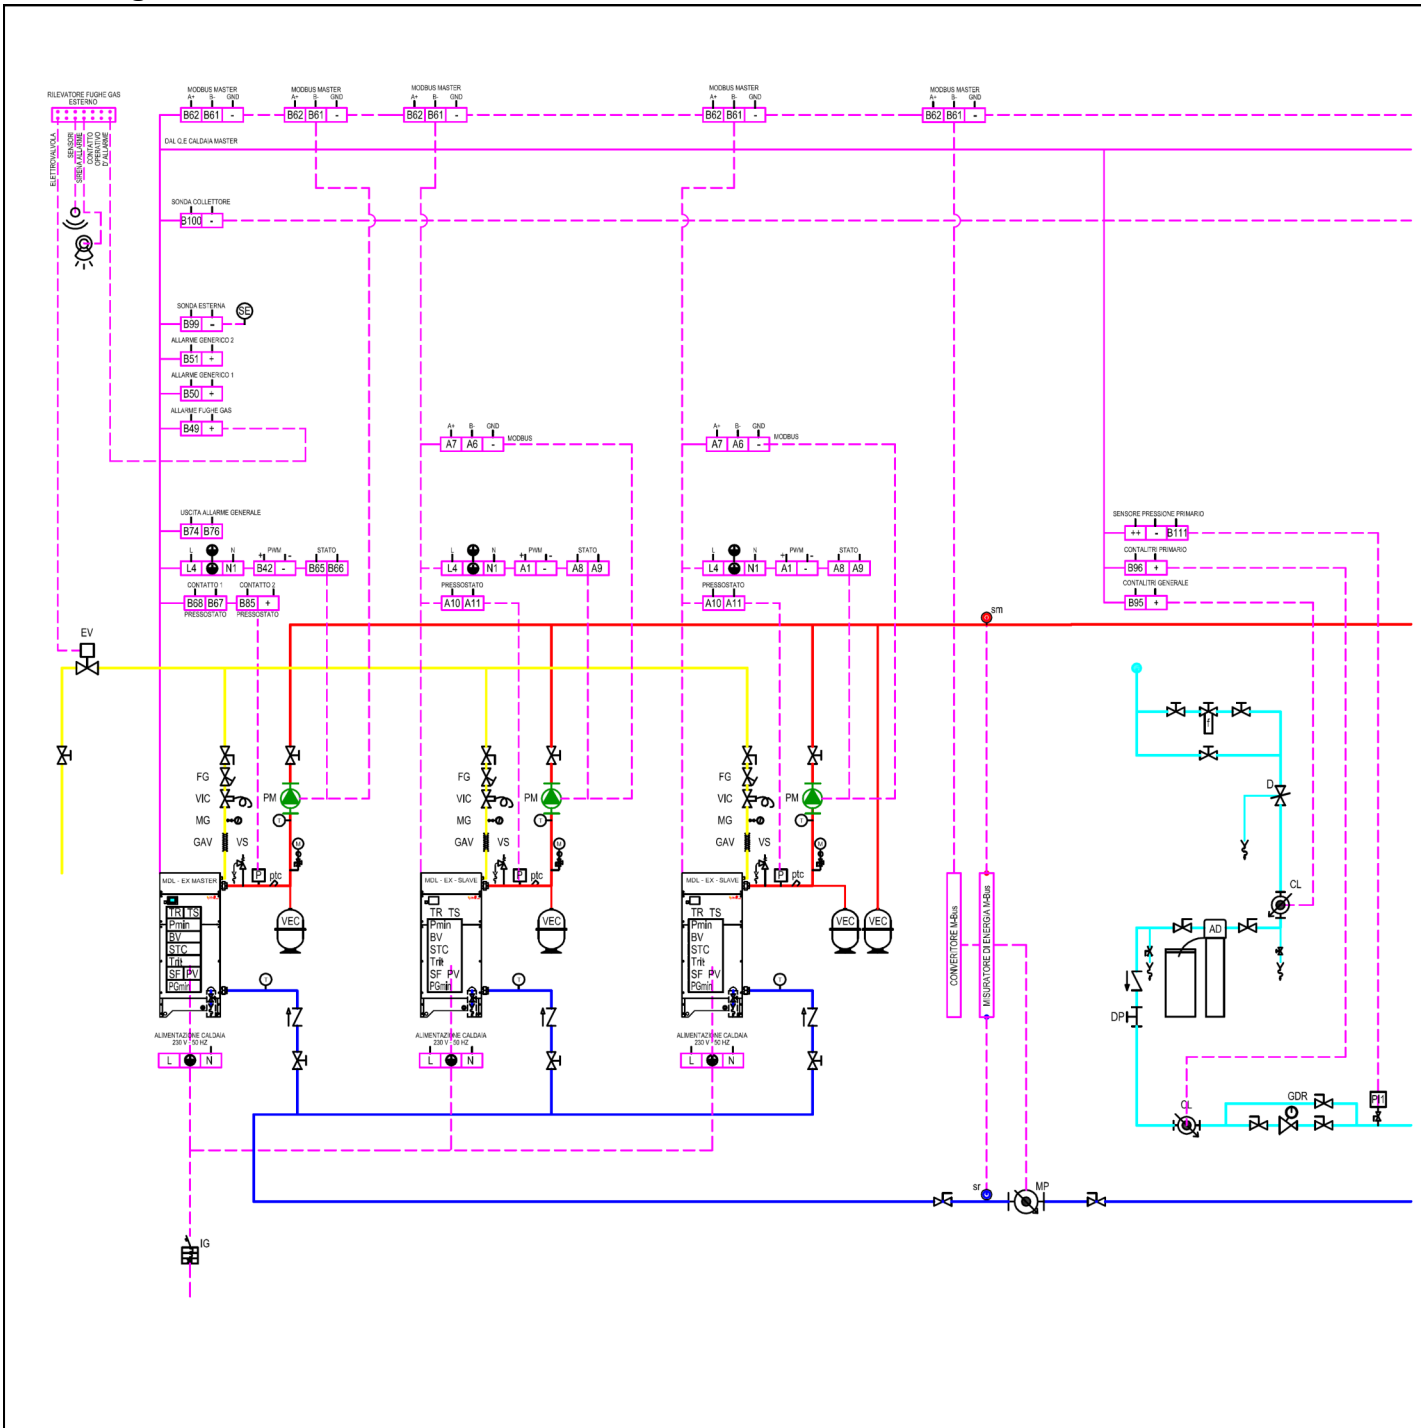 RILEVATORE FUGHE GAS
ESTERNO
ELETTROVALVOLA
SENSORI
SIRENA ALLARME
CONTATTO
OPERATIVO
D'ALLARME
MODBUS MASTER
A+ B- GND
B62 B61 -
MODBUS MASTER
A+ B- GND
B62 B61 -
MODBUS MASTER
A+ B- GND
B62 B61 -
MODBUS MASTER
A+ B- GND
B62 B61 -
MODBUS MASTER
A+ B- GND
B62 B61 -
DAL Q.E CALDAIA MASTER
SONDA COLLETTORE
B100 -
SONDA ESTERNA
B99 -
SE
ALLARME GENERICO 2
B51 +
ALLARME GENERICO 1
B50 +
ALLARME FUGHE GAS
B49 +
A+ B- GND
A7 A6 -
MODBUS
A+ B- GND
A7 A6 -
MODBUS
USCITA ALLARME GENERALE
B74 B76
L N + PWM - STATO
L4 N1 B42 - B65 B66
CONTATTO 1 CONTATTO 2
B68 B67 B85 +
PRESSOSTATO PRESSOSTATO
L N + PWM - STATO
L4 N1 A1 - A8 A9
PRESSOSTATO
A10 A11
L N + PWM - STATO
L4 N1 A1 - A8 A9
PRESSOSTATO
A10 A11
SENSORE PRESSIONE PRIMARIO
++ - B111
CONTALITRI PRIMARIO
B96 +
CONTALITRI GENERALE
B95 +
sm
EV
FG
VIC
MG
GAV VS
PM
T
M
P
ptc
FG
VIC
MG
GAV VS
PM
T
M
P
ptc
FG
VIC
MG
GAV VS
PM
T
M
P
ptc
f
D
CL
MDL - EX MASTER
TR TS
Pmin
BV
STC
SF PV
PGmin
VEC
T
MDL - EX - SLAVE
TR TS
Pmin
BV
STC
SF PV
PGmin
VEC
T
MDL - EX - SLAVE
TR TS
Pmin
BV
STC
SF PV
PGmin
VEC
VEC
T
CONVERITORE M-Bus
MISURATORE DI ENERGIA M-Bus
AD
DP
ALIMENTAZIONE CALDAIA
230 V - 50 HZ
L N
ALIMENTAZIONE CALDAIA
230 V - 50 HZ
L N
ALIMENTAZIONE CALDAIA
230 V - 50 HZ
L N
CL
GDR
sr
MP
IG